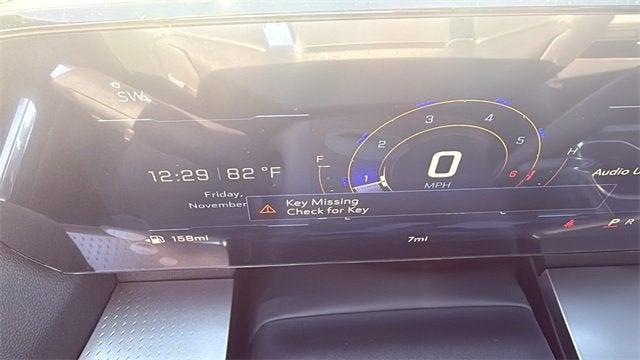 SW
12:29 82 °F
Friday,
November
F
H
1 2 3 4 5 6
0
MPH
Key Missing
Check for Key
Audio
158mi
7mi
P R